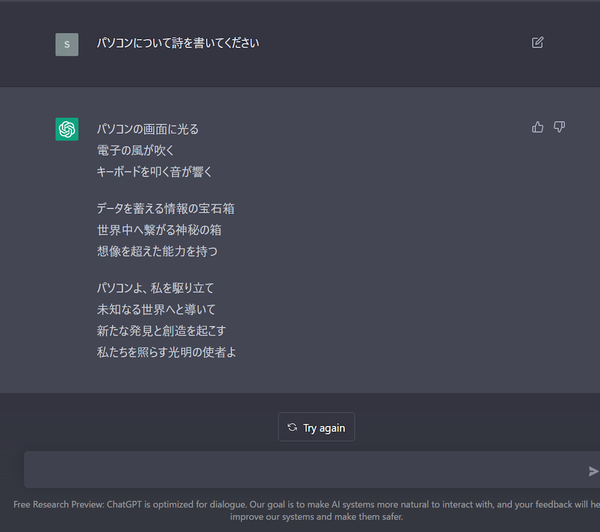 S
パソコンについて詩を書いてください
パソコンの画面に光る
電子の風が吹く
キーボードを叩く音が響く
データを蓄える情報の宝石箱
世界中へ繋がる神秘の箱
想像を超えた能力を持つ
パソコンよ、私を駆り立て
未知なる世界へと導いて
新たな発見と創造を起こす
私たちを照らす光明の使者よ
Try again
Free Research Preview: ChatGPT is optimized for dialogue. Our goal is to make AI systems more natural to interact with, and your feedback will he
improve our systems and make them safer.